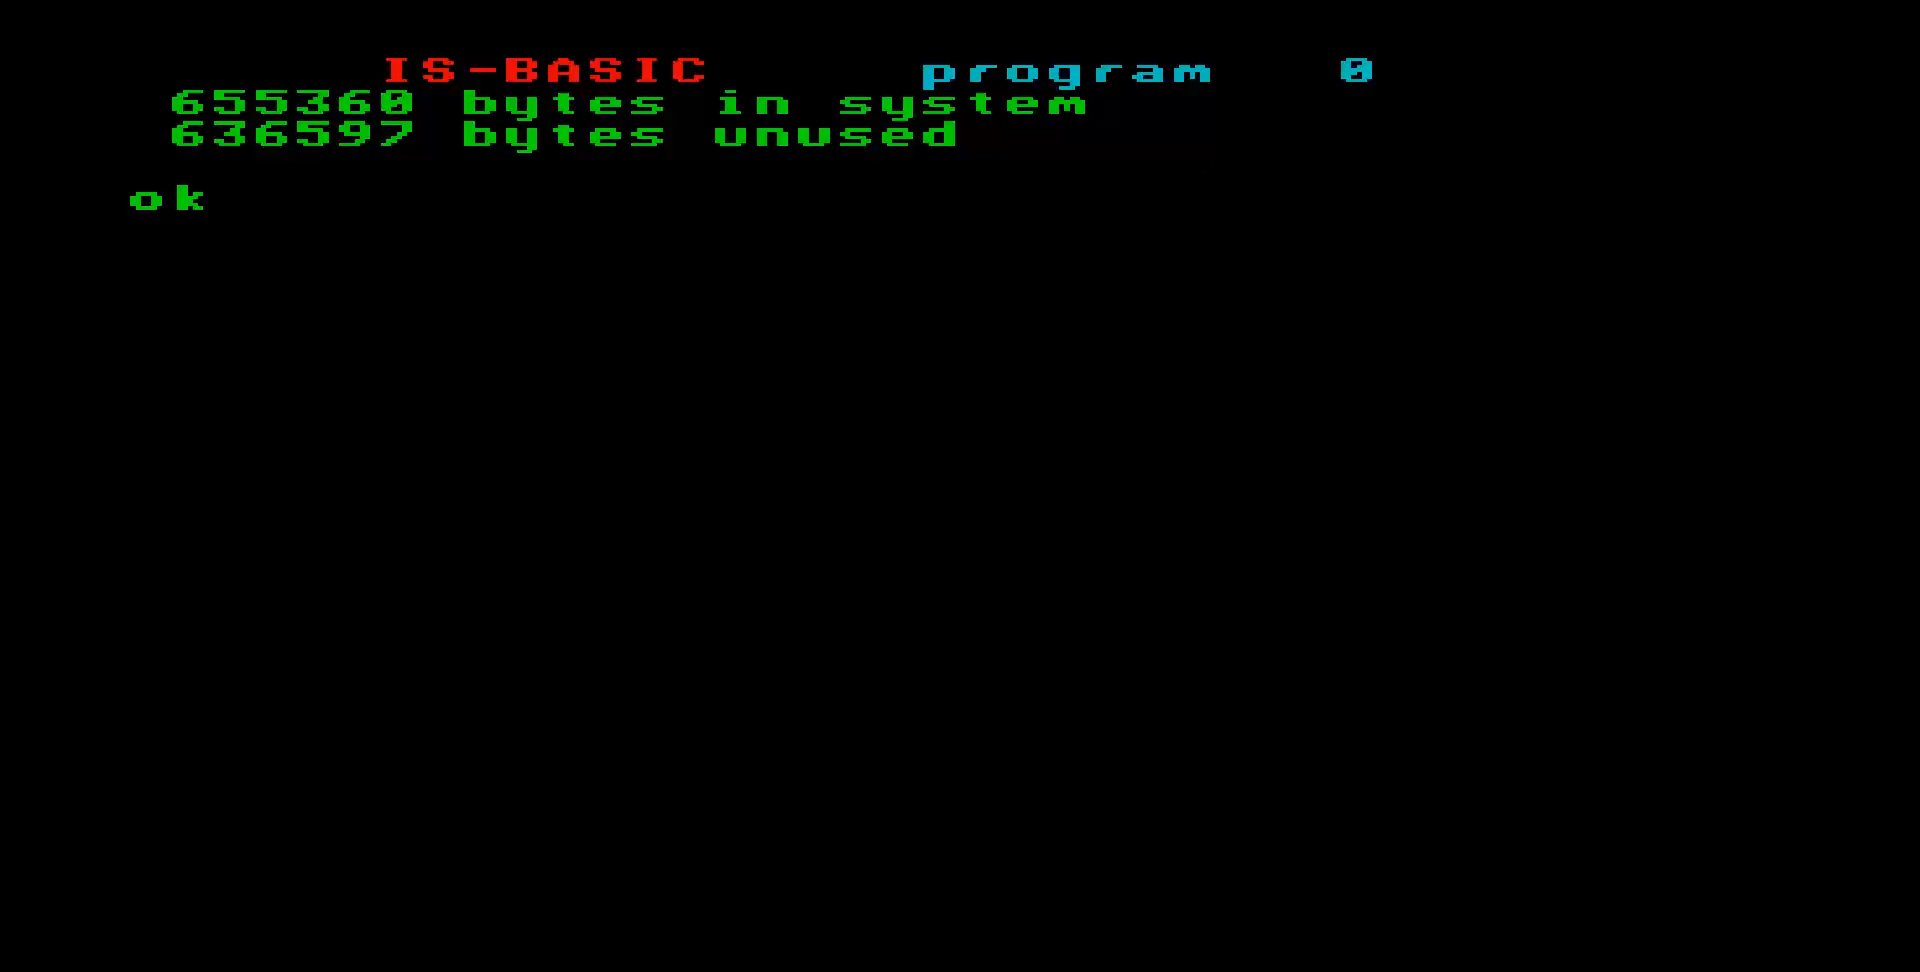 IS-BASIC program 0
655360 bytes in system
636597 bytes unused
ok